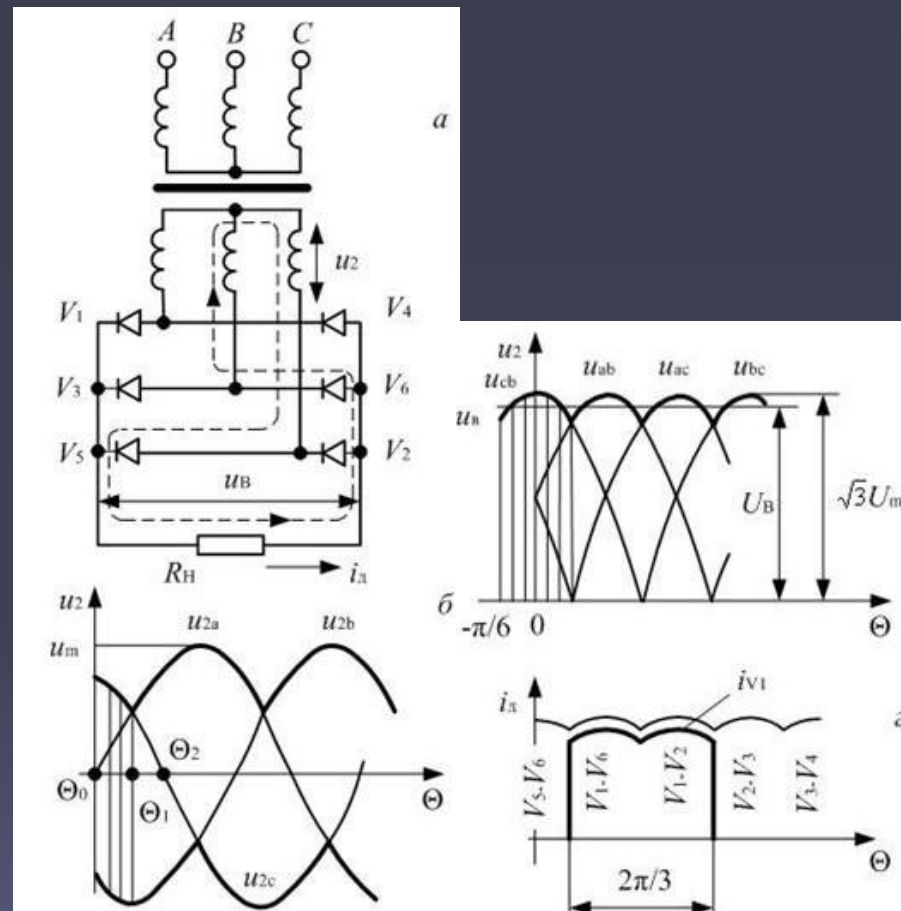 A B C
а
u2
V1 V4
V3 V6
V5 V2
uв
Rн iд
u2
ucb uab uac ubc
uв
Uв √3Um
б
-π/6 0 Θ
u2
um
u2a u2b
Θ0 Θ1 Θ2 Θ
u2c
iд iV1
V5-V6 V1-V6 V1-V2 V2-V3 V3-V4
Θ
2π/3